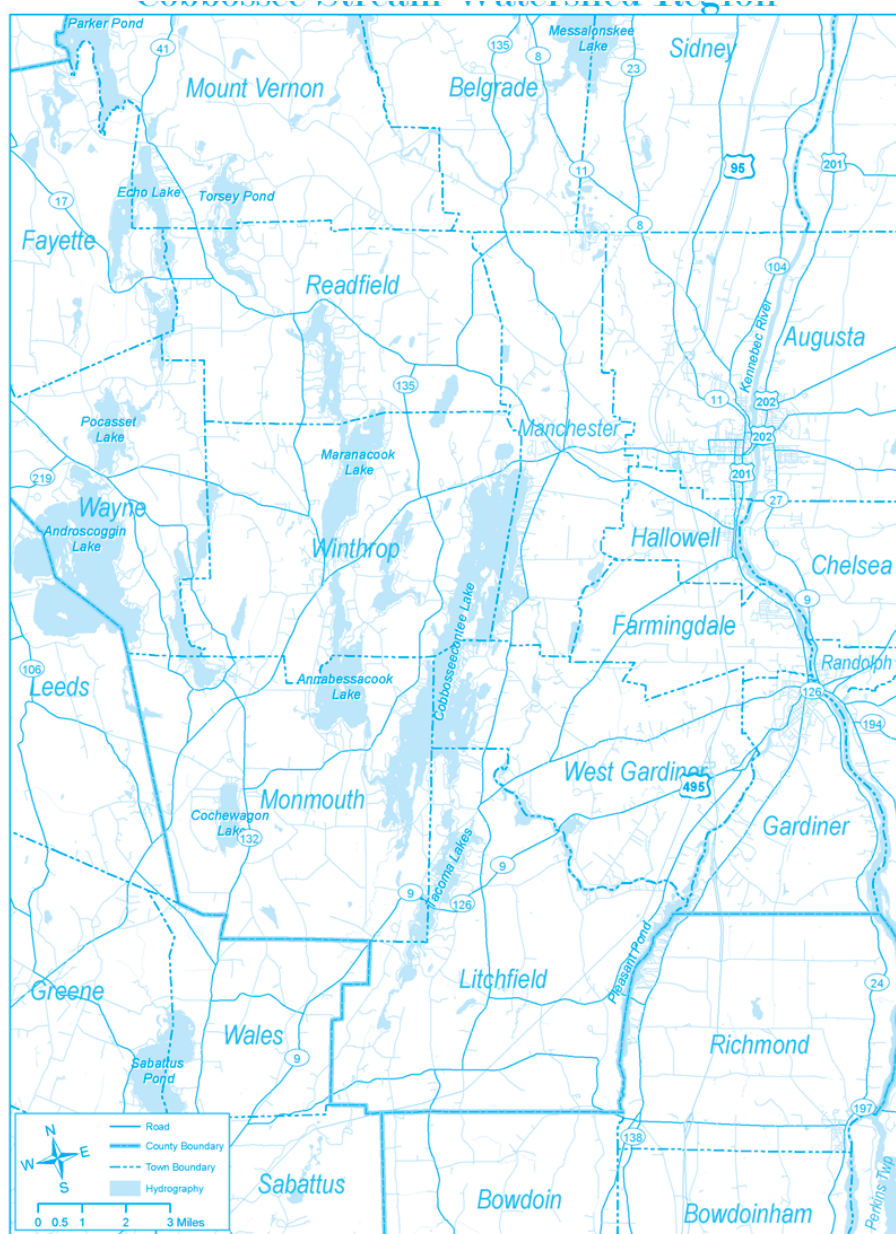 Cobbossee Stream Watershed Region
Parker Pond
41
Mount Vernon
135
Belgrade
8
Messalonskee
Lake
23
Sidney
95
201
11
Echo Lake
Torsey Pond
17
Fayette
8
104
Readfield
Kennebec River
Augusta
135
11
202
Pocasset
Lake
Manchester
202
Maranacook
Lake
219
201
Wayne
27
Androscoggin
Lake
Winthrop
Hallowell
Chelsea
9
Cobbosseecontee Lake
Farmingdale
106
Randolph
Leeds
Annabessacook
Lake
126
194
West Gardiner
495
Monmouth
Cochewagon
Lake
132
Gardiner
Tacoma Lakes
9
9
126
Pleasant Pond
Litchfield
24
Greene
Wales
Richmond
9
Sabattus
Pond
197
138
N
W E
S
Road
County Boundary
Town Boundary
Hydrography
0 0.5 1 2 3 Miles
Sabattus
Bowdoin
Bowdoinham
Perkins Twp